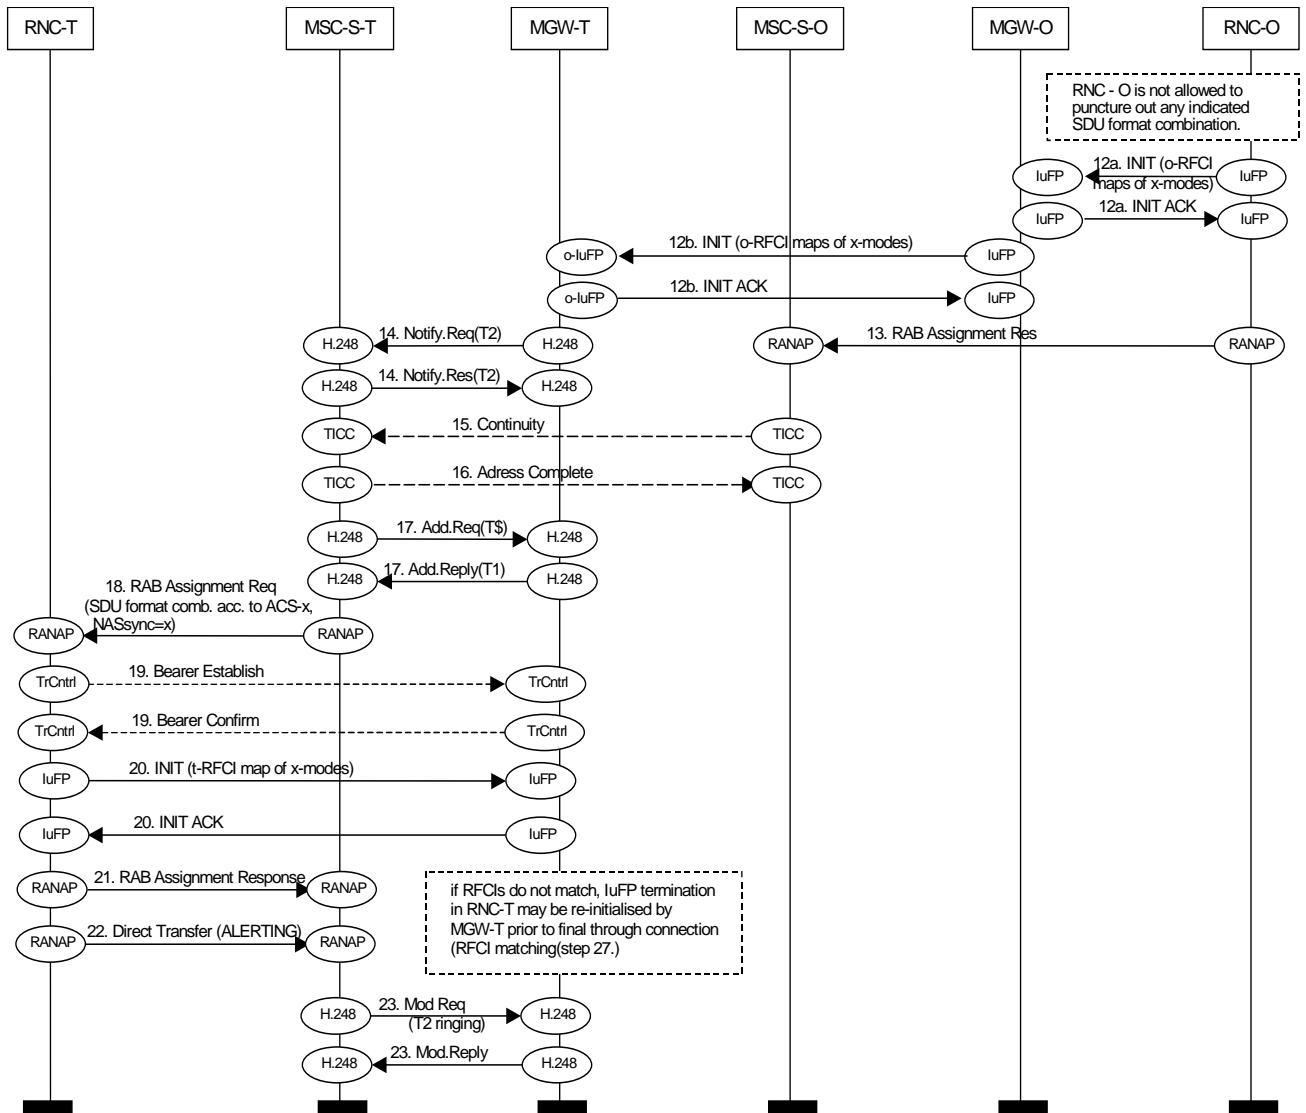 RNC-T
MSC-S-T
MGW-T
MSC-S-O
MGW-O
RNC-O
RNC - O is not allowed to
puncture out any indicated
SDU format combination.
IuFP
12a. INIT (o-RFCI
maps of x-modes)
IuFP
IuFP
12a. INIT ACK
IuFP
o-IuFP
12b. INIT (o-RFCI maps of x-modes)
IuFP
o-IuFP
12b. INIT ACK
IuFP
H.248
14. Notify.Req(T2)
H.248
RANAP
13. RAB Assignment Res
RANAP
H.248
14. Notify.Res(T2)
H.248
TICC
15. Continuity
TICC
TICC
16. Adress Complete
TICC
H.248
17. Add.Req(T$)
H.248
H.248
17. Add.Reply(T1)
H.248
18. RAB Assignment Req
(SDU format comb. acc. to ACS-x,
NASsync=x)
RANAP
RANAP
TrCntrl
19. Bearer Establish
TrCntrl
TrCntrl
19. Bearer Confirm
TrCntrl
IuFP
20. INIT (t-RFCI map of x-modes)
IuFP
IuFP
20. INIT ACK
IuFP
RANAP
21. RAB Assignment Response
RANAP
if RFCIs do not match, IuFP termination
in RNC-T may be re-initialised by
MGW-T prior to final through connection
(RFCI matching(step 27.)
RANAP
22. Direct Transfer (ALERTING)
RANAP
H.248
23. Mod Req
(T2 ringing)
H.248
H.248
23. Mod.Reply
H.248